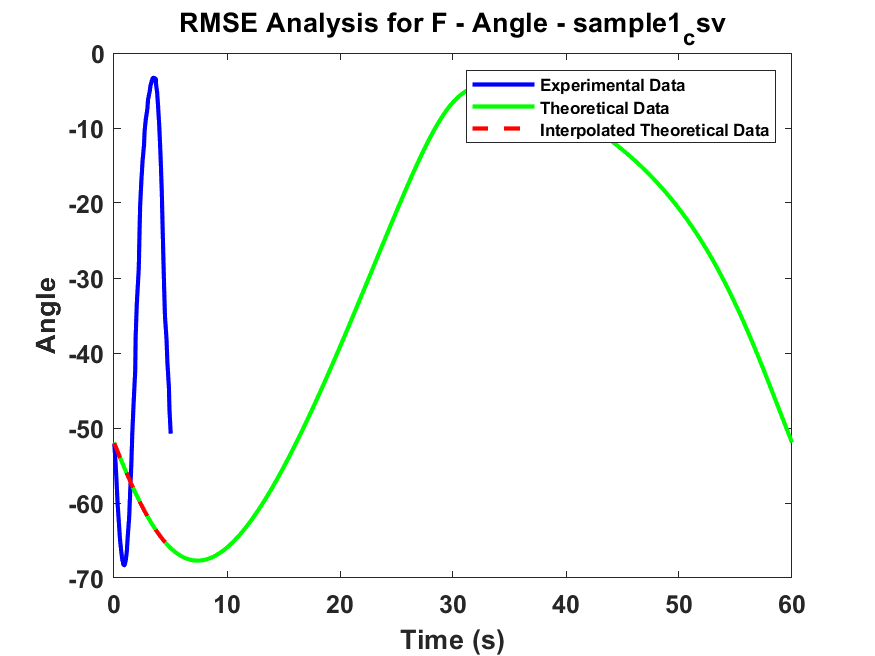 RMSE Analysis for F - Angle - sample1csv
Experimental Data
Theoretical Data
Interpolated Theoretical Data
Angle
0
-10
-20
-30
-40
-50
-60
-70
0 10 20 30 40 50 60
Time (s)